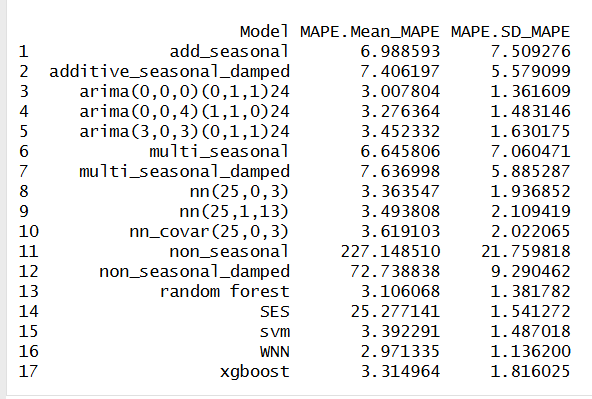 Model MAPE.Mean_MAPE MAPE.SD_MAPE
1 add_seasonal 6.988593 7.509276
2 additive_seasonal_damped 7.406197 5.579099
3 arima(0,0,0)(0,1,1)24 3.007804 1.361609
4 arima(0,0,4)(1,1,0)24 3.276364 1.483146
5 arima(3,0,3)(0,1,1)24 3.452332 1.630175
6 multi_seasonal 6.645806 7.060471
7 multi_seasonal_damped 7.636998 5.885287
8 nn(25,0,3) 3.363547 1.936852
9 nn(25,1,13) 3.493808 2.109419
10 nn_covar(25,0,3) 3.619103 2.022065
11 non_seasonal 227.148510 21.759818
12 non_seasonal_damped 72.738838 9.290462
13 random forest 3.106068 1.381782
14 SES 25.277141 1.541272
15 svm 3.392291 1.487018
16 WNN 2.971335 1.136200
17 xgboost 3.314964 1.816025